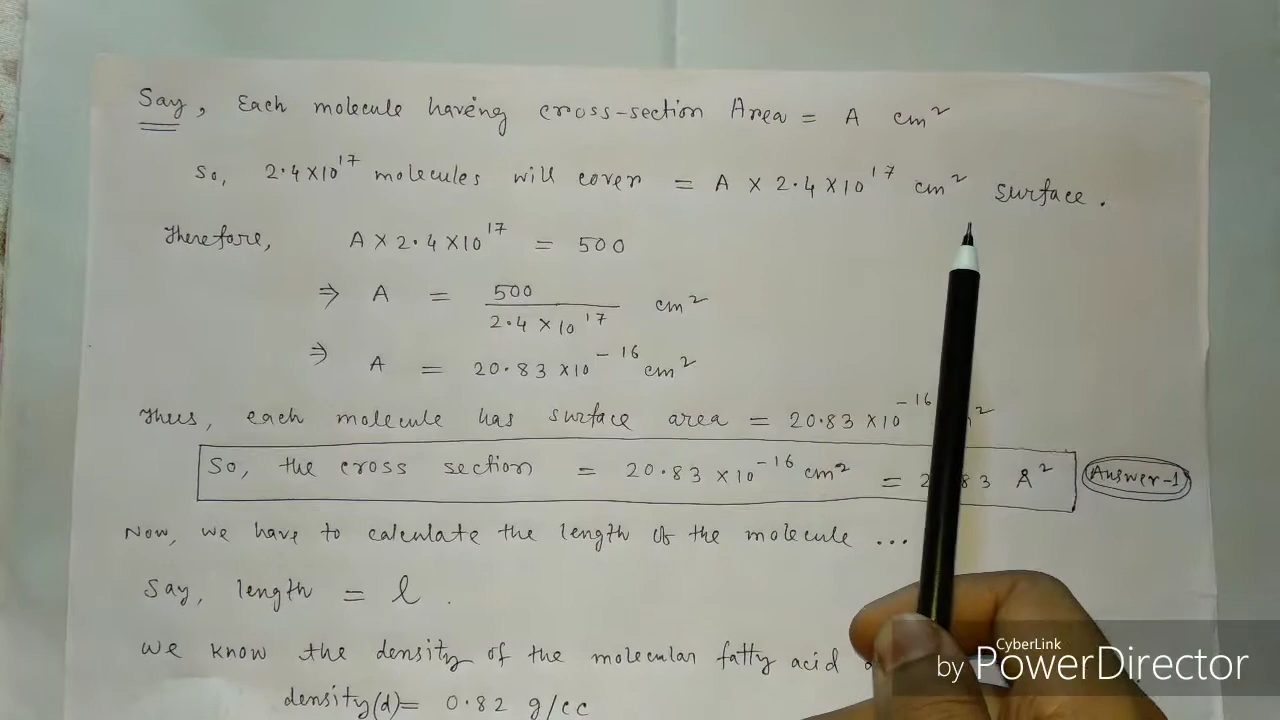 Say, Each molecule having cross-section Area = A cm²
So, 2.4×10¹⁷ molecules will cover = A × 2.4×10¹⁷ cm² surface.
Therefore, A×2.4×10¹⁷ = 500
⇒ A = 500 / 2.4×10¹⁷ cm²
⇒ A = 20.83×10⁻¹⁶ cm²
Thus, each molecule has surface area = 20.83×10⁻¹⁶
So, the cross section = 20.83×10⁻¹⁶ cm² = Å² Answer-1
Now, we have to calculate the length of the molecule ...
Say, length = l.
We know the density of the molecular fatty acid
density(d)= 0.82 g/cc
by CyberLink PowerDirector